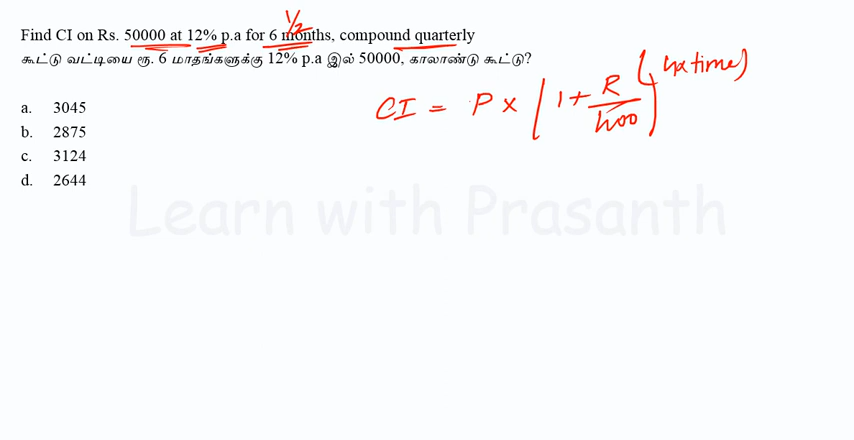 1/2
Find CI on Rs. 50000 at 12% p.a for 6 months, compound quarterly
கூட்டு வட்டியை ரூ. 6 மாதங்களுக்கு 12% p.a இல் 50000, காலாண்டு கூட்டு?
CI = P x (1 + R/400)^(4x time)
a. 3045
b. 2875
c. 3124
d. 2644
Learn with Prasanth